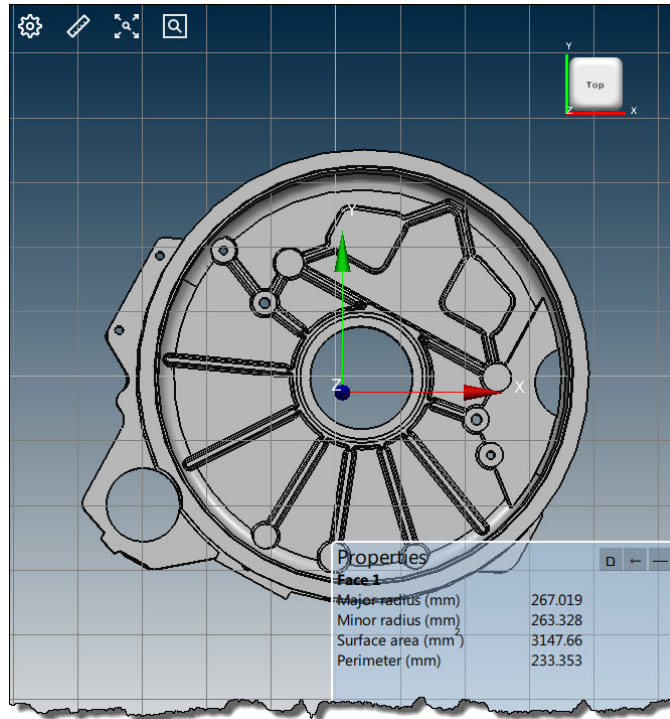 Y
Top
Z
X
Y
Z
X
Properties
Face 1
Major radius (mm)
267.019
Minor radius (mm)
263.328
Surface area (mm²)
3147.66
Perimeter (mm)
233.353